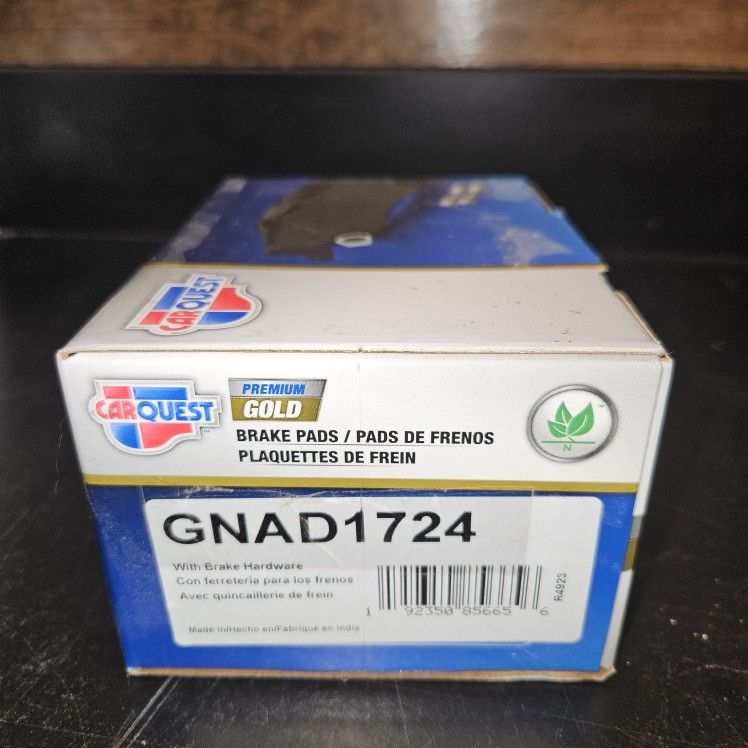 CARQUEST
CARQUEST
PREMIUM
GOLD
BRAKE PADS / PADS DE FRENOS
PLAQUETTES DE FREIN
N
GNAD1724
With Brake Hardware
Con ferretería para los frenos
Avec quincaillerie de frein
1 92350 85665 6
R4923
Made in/Hecho en/Fabriqué en India